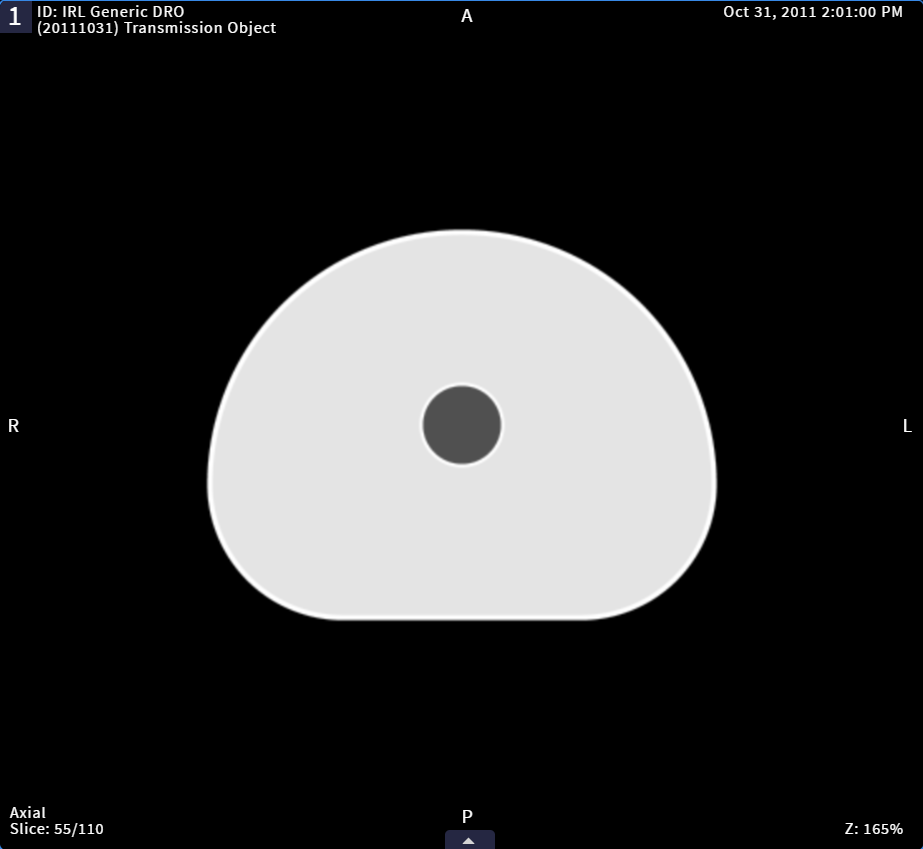 1
ID: IRL Generic DRO
(20111031) Transmission Object
A
Oct 31, 2011 2:01:00 PM
R
L
Axial
Slice: 55/110
P
Z: 165%